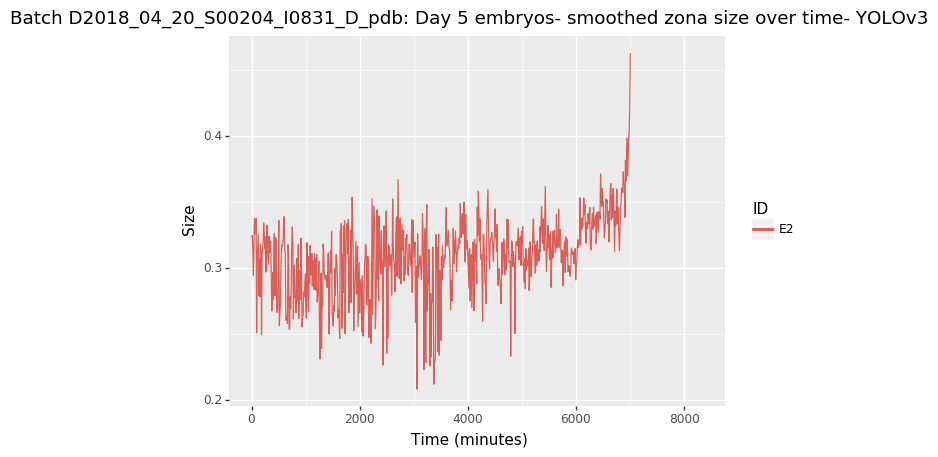 Batch D2018_04_20_S00204_I0831_D_pdb: Day 5 embryos- smoothed zona size over time- YOLOv3
0.4
0.3
0.2
Size
0 2000 4000 6000 8000
Time (minutes)
ID
E2